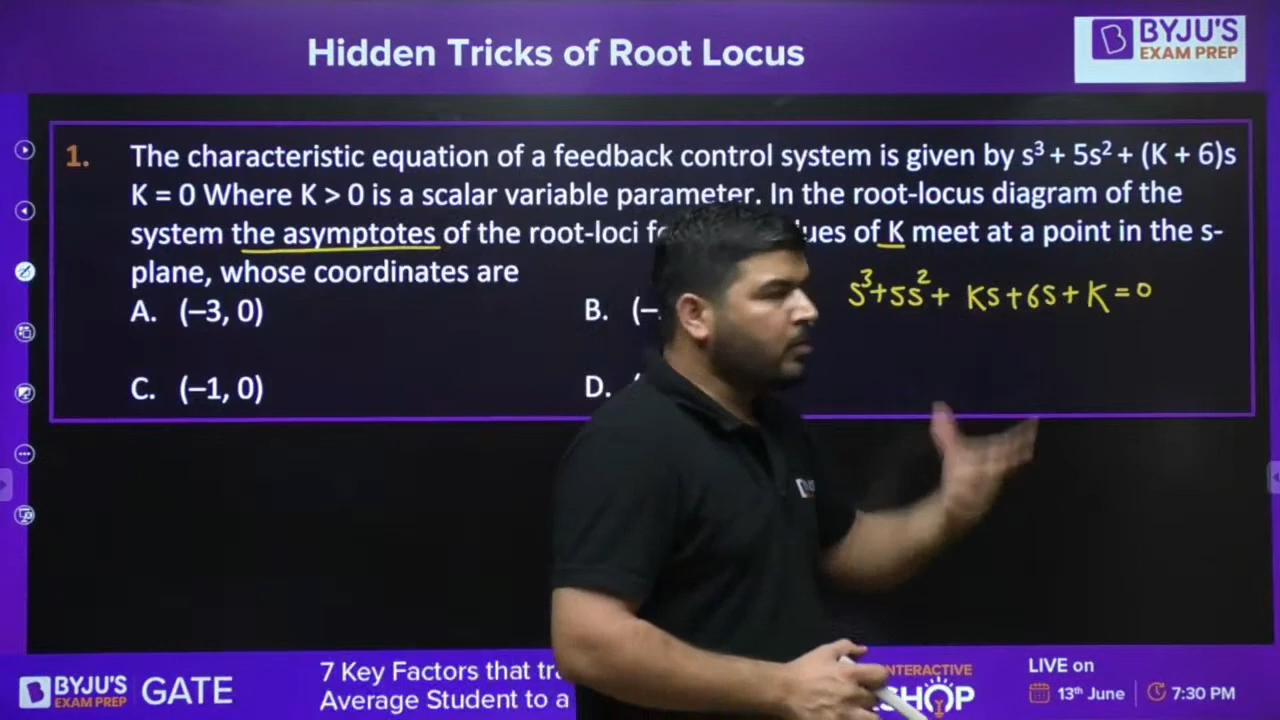 Hidden Tricks of Root Locus
BYJU'S
EXAM PREP
1. The characteristic equation of a feedback control system is given by s³ + 5s² + (K + 6)s
K = 0 Where K > 0 is a scalar variable parameter. In the root-locus diagram of the
system the asymptotes of the root-loci of K meet at a point in the s-
plane, whose coordinates are
A. (–3, 0)
B. (–
S³+5S²+ KS+6S+K=0
C. (–1, 0)
D.
BYJU'S
EXAM PREP
GATE
7 Key Factors that
Average Student to a
INTERACTIVE
LIVE on
13th June
7:30 PM